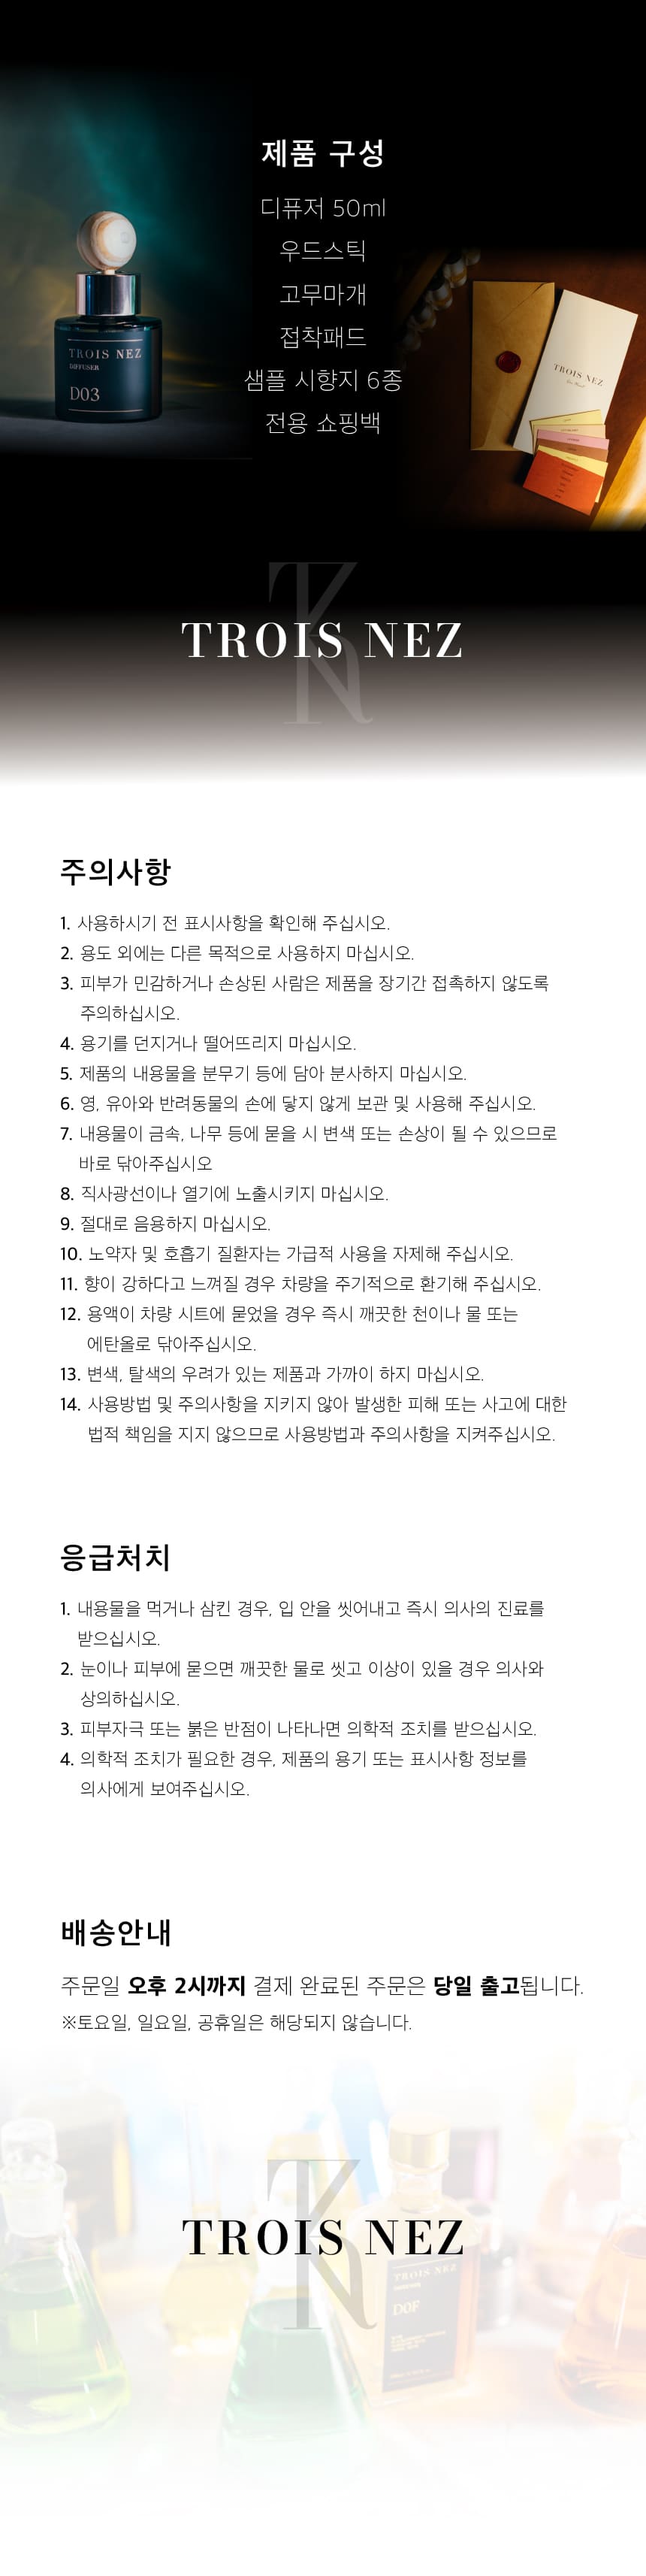 제품 구성
디퓨저 50ml
우드스틱
고무마개
접착패드
샘플 시향지 6종
전용 쇼핑백
TROIS NEZ
DIFFUSER
D03
TROIS NEZ
TROIS NEZ
주의사항
1. 사용하시기 전 표시사항을 확인해 주십시오.
2. 용도 외에는 다른 목적으로 사용하지 마십시오.
3. 피부가 민감하거나 손상된 사람은 제품을 장기간 접촉하지 않도록
주의하십시오.
4. 용기를 던지거나 떨어뜨리지 마십시오.
5. 제품의 내용물을 분무기 등에 담아 분사하지 마십시오.
6. 영, 유아와 반려동물의 손에 닿지 않게 보관 및 사용해 주십시오.
7. 내용물이 금속, 나무 등에 묻을 시 변색 또는 손상이 될 수 있으므로
바로 닦아주십시오
8. 직사광선이나 열기에 노출시키지 마십시오.
9. 절대로 음용하지 마십시오.
10. 노약자 및 호흡기 질환자는 가급적 사용을 자제해 주십시오.
11. 향이 강하다고 느껴질 경우 차량을 주기적으로 환기해 주십시오.
12. 용액이 차량 시트에 묻었을 경우 즉시 깨끗한 천이나 물 또는
에탄올로 닦아주십시오.
13. 변색, 탈색의 우려가 있는 제품과 가까이 하지 마십시오.
14. 사용방법 및 주의사항을 지키지 않아 발생한 피해 또는 사고에 대한
법적 책임을 지지 않으므로 사용방법과 주의사항을 지켜주십시오.
응급처치
1. 내용물을 먹거나 삼킨 경우, 입 안을 씻어내고 즉시 의사의 진료를
받으십시오.
2. 눈이나 피부에 묻으면 깨끗한 물로 씻고 이상이 있을 경우 의사와
상의하십시오.
3. 피부자극 또는 붉은 반점이 나타나면 의학적 조치를 받으십시오.
4. 의학적 조치가 필요한 경우, 제품의 용기 또는 표시사항 정보를
의사에게 보여주십시오.
배송안내
주문일 오후 2시까지 결제 완료된 주문은 당일 출고됩니다.
※토요일, 일요일, 공휴일은 해당되지 않습니다.
TROIS NEZ
TROIS NEZ
DOF